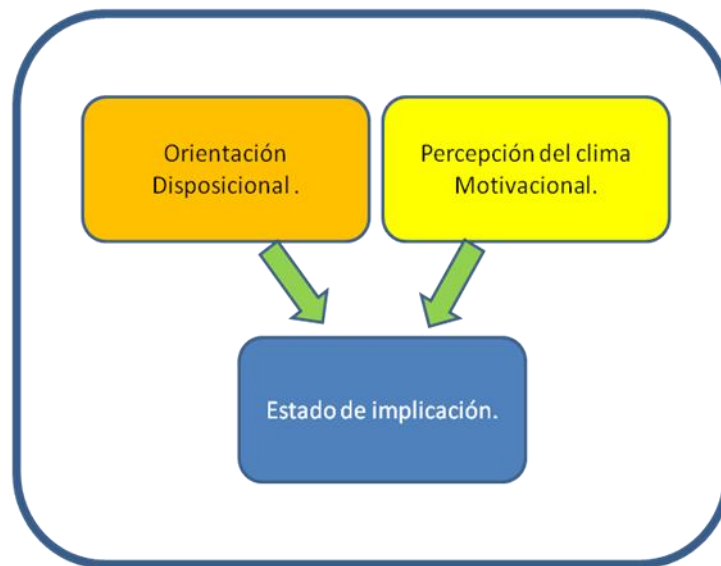 Orientación
Disposicional .
Percepción del clima
Motivacional.
Estado de implicación.